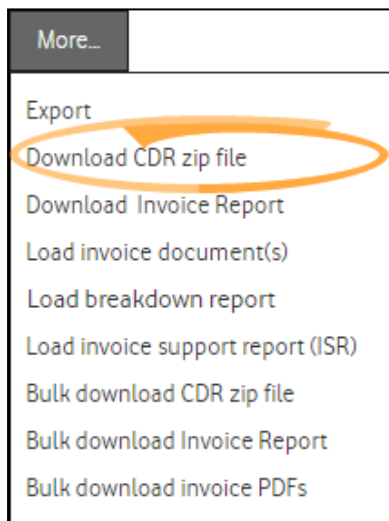 More...
Export
Download CDR zip file
Download Invoice Report
Load invoice document(s)
Load breakdown report
Load invoice support report (ISR)
Bulk download CDR zip file
Bulk download Invoice Report
Bulk download invoice PDFs